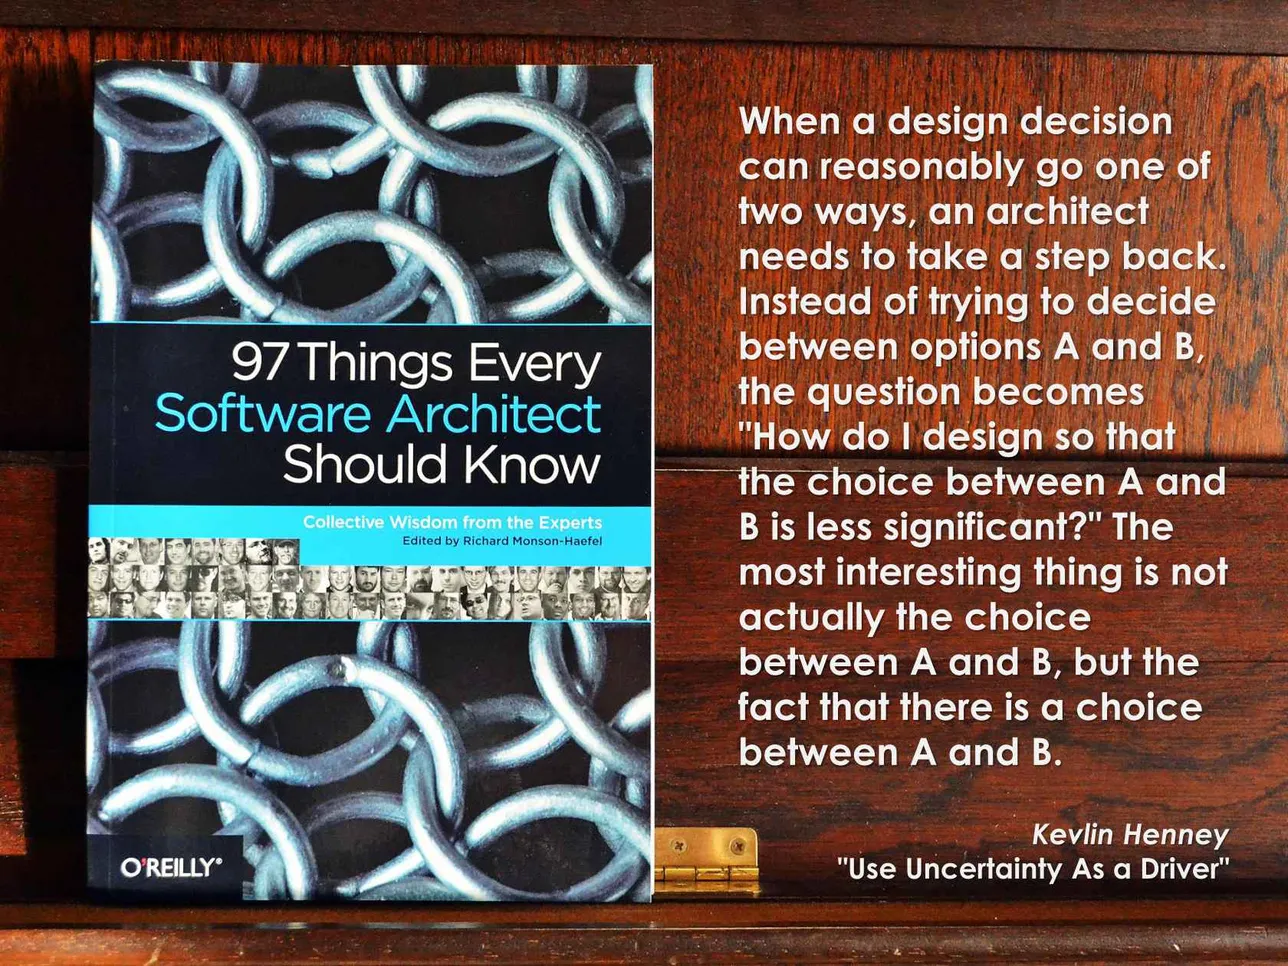 97 Things Every
Software Architect
Should Know
Collective Wisdom from the Experts
Edited by Richard Monson-Haefel
O'REILLY®
When a design decision
can reasonably go one of
two ways, an architect
needs to take a step back.
Instead of trying to decide
between options A and B,
the question becomes
"How do I design so that
the choice between A and
B is less significant?" The
most interesting thing is not
actually the choice
between A and B, but the
fact that there is a choice
between A and B.
Kevlin Henney
"Use Uncertainty As a Driver"